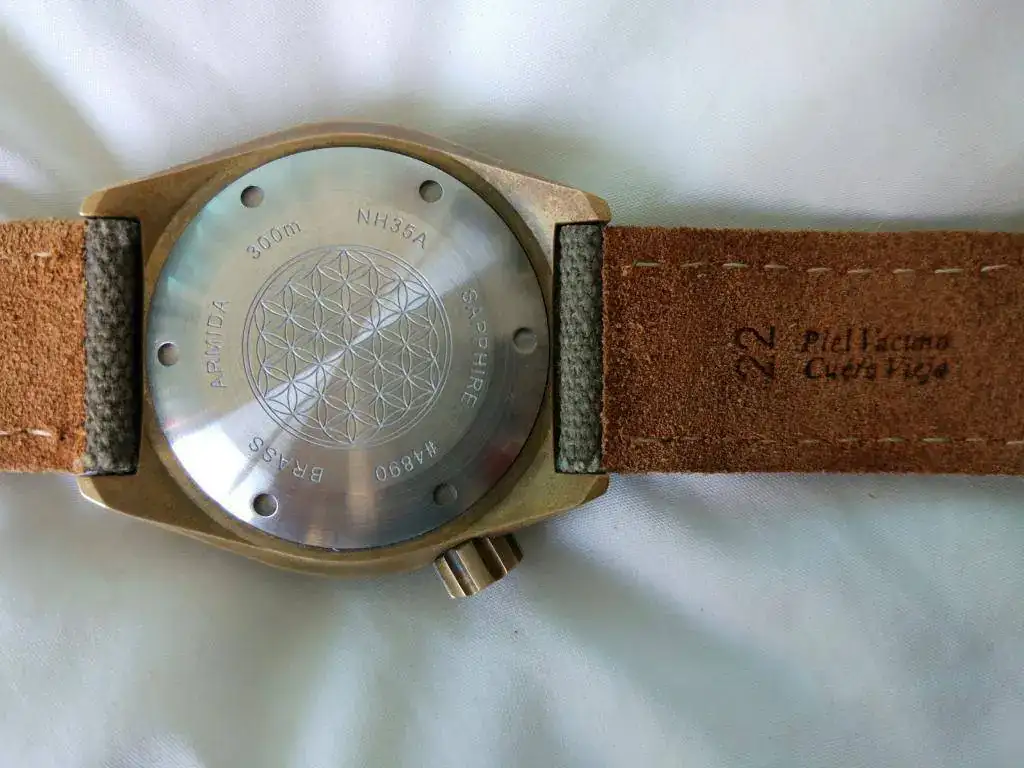 ARMIDA
300m
NH35A
SAPPHIRE
#4890
BRASS
22
Piel Vacuno
Cuero Viejo